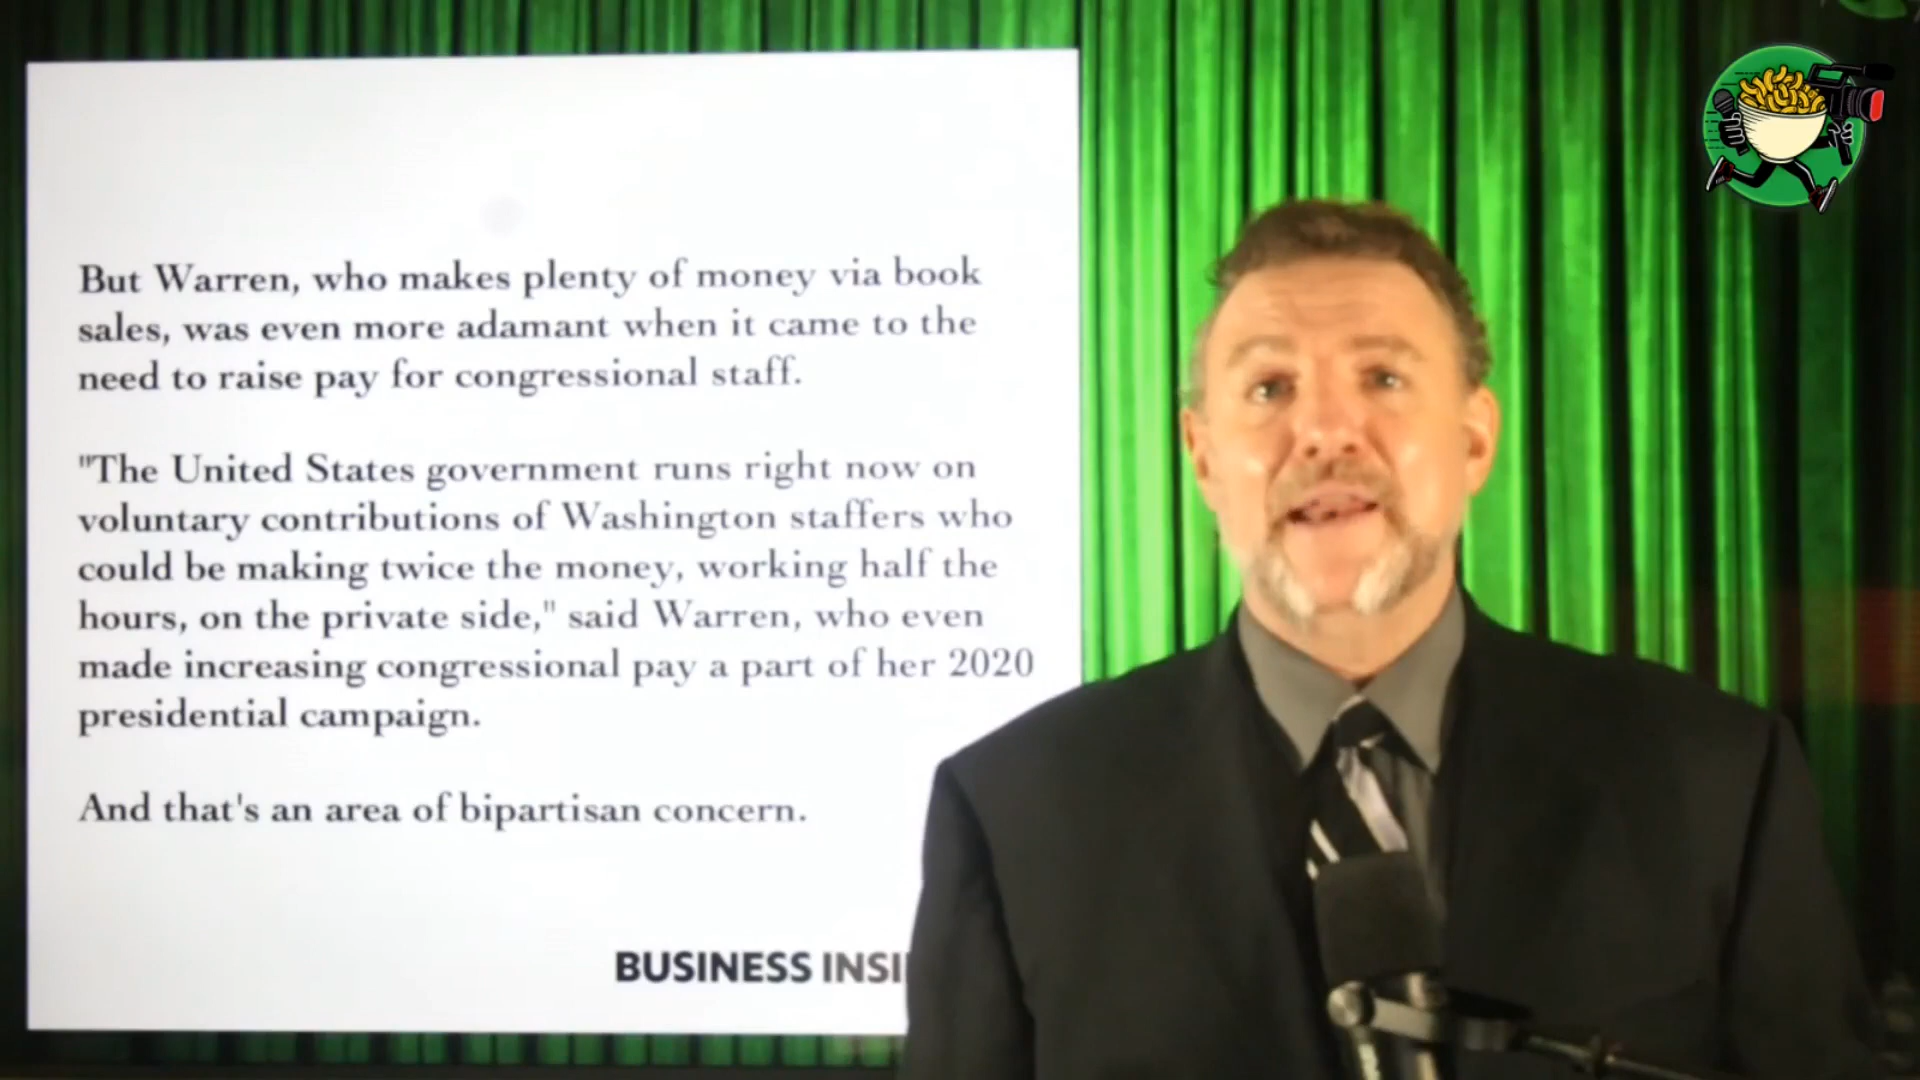 But Warren, who makes plenty of money via book
sales, was even more adamant when it came to the
need to raise pay for congressional staff.
"The United States government runs right now on
voluntary contributions of Washington staffers who
could be making twice the money, working half the
hours, on the private side," said Warren, who even
made increasing congressional pay a part of her 2020
presidential campaign.
And that's an area of bipartisan concern.
BUSINESS INSI